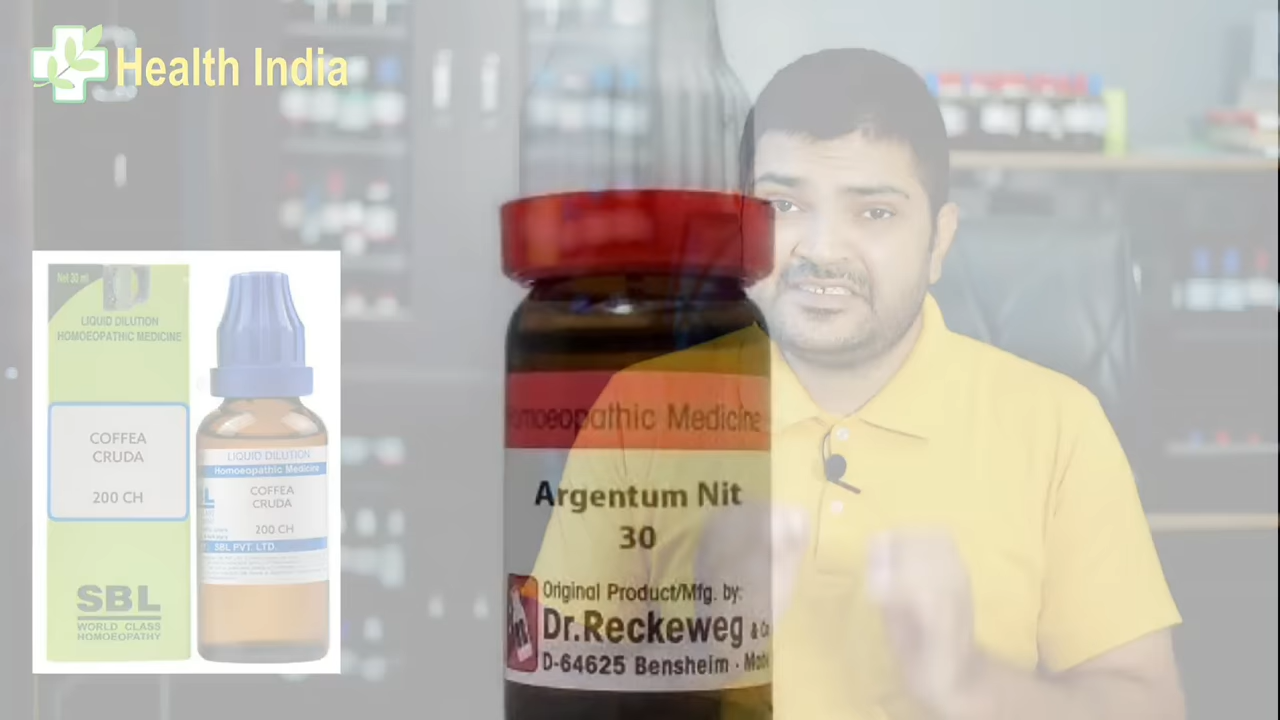 Health India
Net 30 ml
LIQUID DILUTION
HOMOEOPATHIC MEDICINE
COFFEA
CRUDA
200 CH
SBL
WORLD CLASS
HOMOEOPATHY
LIQUID DILUTION
Homoeopathic Medicine
COFFEA
CRUDA
200 CH
SBL PVT. LTD.
moeopathic Medicine
Argentum Nit
30
Original Product/Mfg. by:
Dr.Reckeweg & Co
D-64625 Bensheim